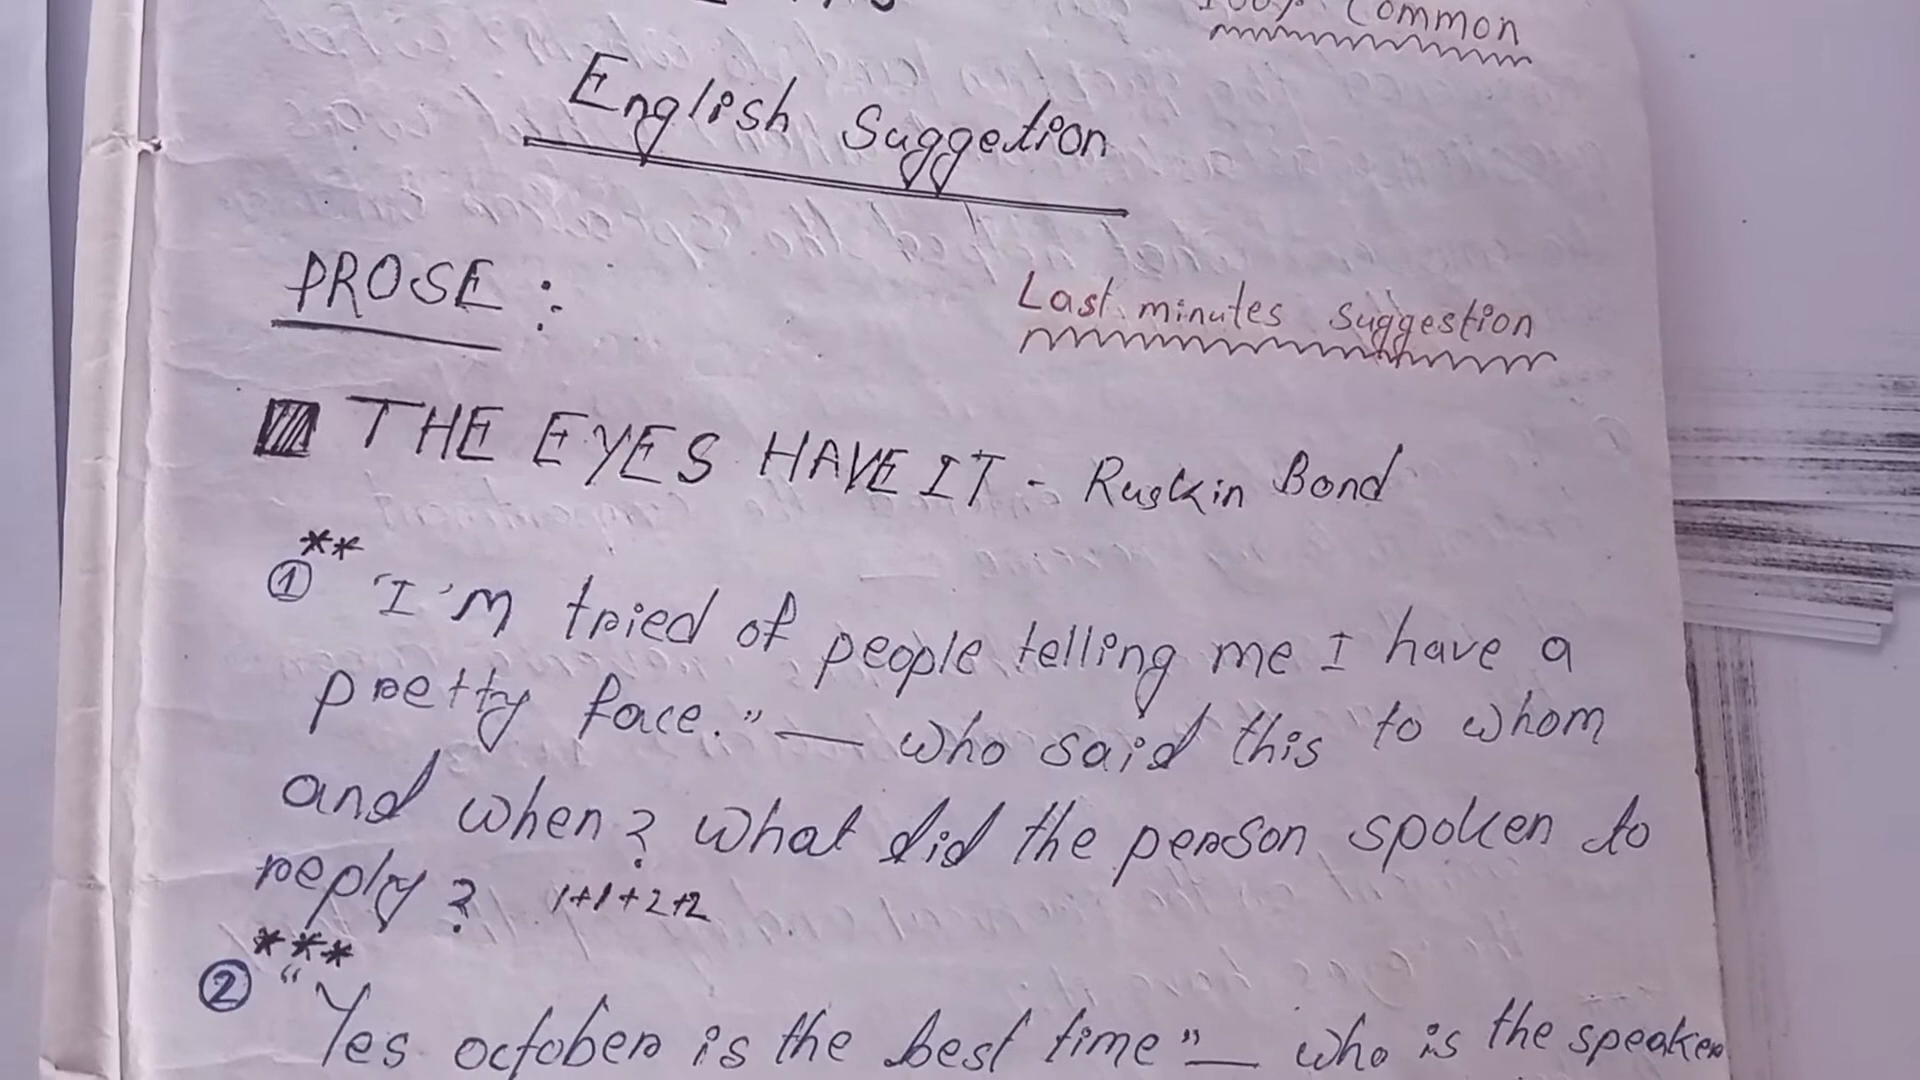 Common
English Suggetion
PROSE :
Last minutes suggestion
THE EYES HAVE IT - Ruskin Bond
**
① "I'm tried of people telling me I have a
pretty face." — who said this to whom
and when? What did the person spoken to
reply? 1+1+2+2
***
② "Yes october is the best time" — who is the speaker